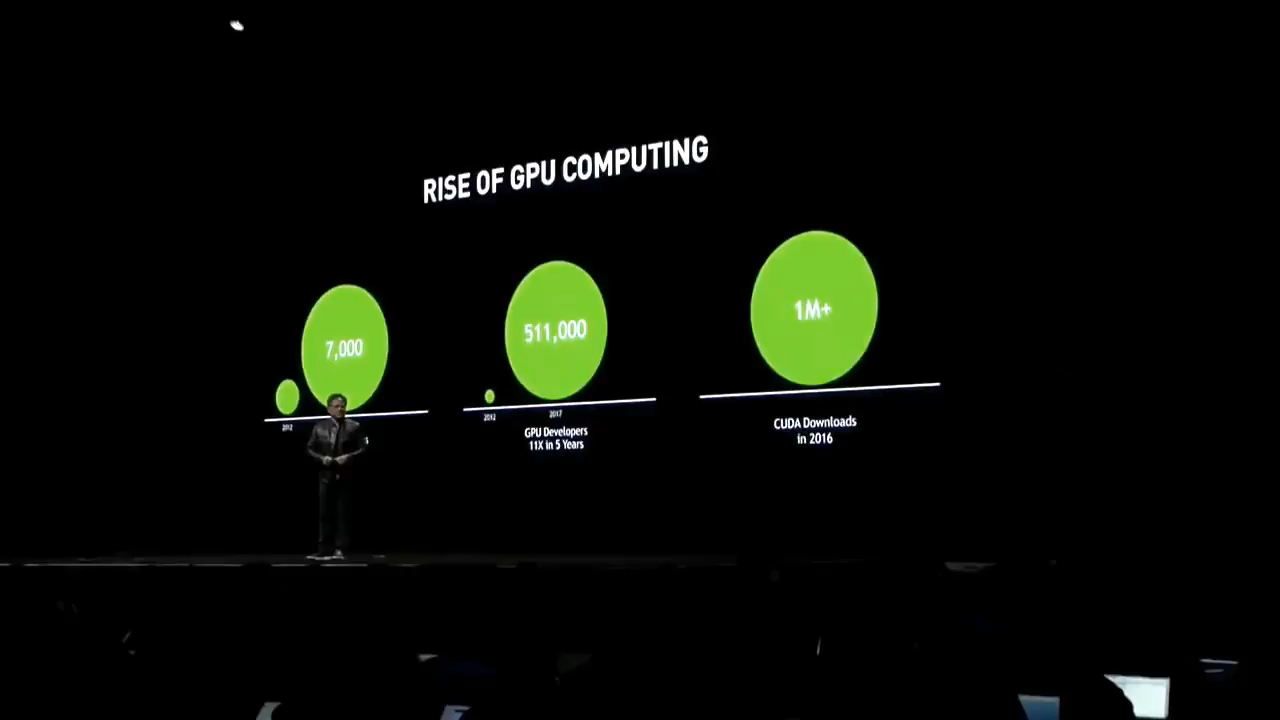 RISE OF GPU COMPUTING
7,000
2012
511,000
2012
2017
GPU Developers
11X in 5 Years
1M+
CUDA Downloads
in 2016